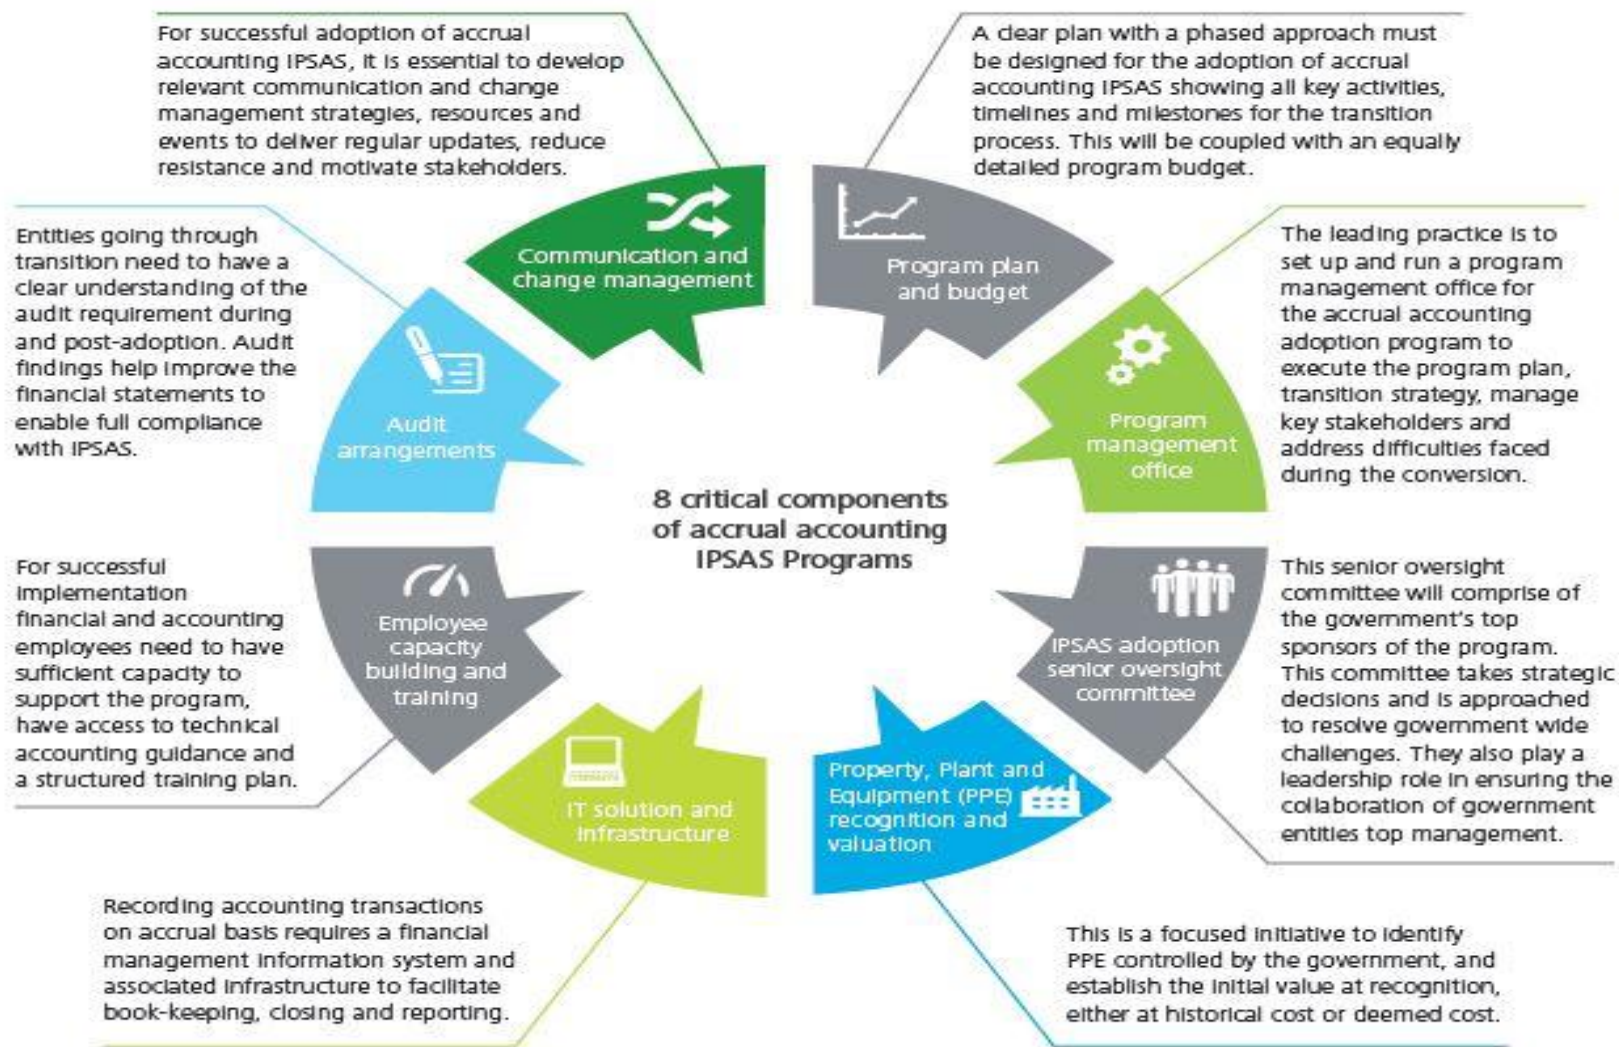 For successful adoption of accrual
accounting IPSAS, it is essential to develop
relevant communication and change
management strategies, resources and
events to deliver regular updates, reduce
resistance and motivate stakeholders.
A clear plan with a phased approach must
be designed for the adoption of accrual
accounting IPSAS showing all key activities,
timelines and milestones for the transition
process. This will be coupled with an equally
detailed program budget.
Communication and
change management
Program plan
and budget
Entities going through
transition need to have a
clear understanding of the
audit requirement during
and post-adoption. Audit
findings help improve the
financial statements to
enable full compliance
with IPSAS.
Audit
arrangements
Program
management
office
The leading practice is to
set up and run a program
management office for
the accrual accounting
adoption program to
execute the program plan,
transition strategy, manage
key stakeholders and
address difficulties faced
during the conversion.
8 critical components
of accrual accounting
IPSAS Programs
For successful
implementation
financial and accounting
employees need to have
sufficient capacity to
support the program,
have access to technical
accounting guidance and
a structured training plan.
Employee
capacity
building and
training
IPSAS adoption
senior oversight
committee
This senior oversight
committee will comprise of
the government's top
sponsors of the program.
This committee takes strategic
decisions and is approached
to resolve government wide
challenges. They also play a
leadership role in ensuring the
collaboration of government
entities top management.
IT solution and
infrastructure
Property, Plant and
Equipment (PPE)
recognition and
valuation
Recording accounting transactions
on accrual basis requires a financial
management information system and
associated infrastructure to facilitate
book-keeping, closing and reporting.
This is a focused initiative to identify
PPE controlled by the government, and
establish the initial value at recognition,
either at historical cost or deemed cost.